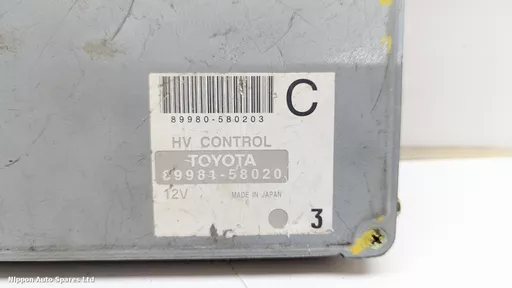 C
89980-580203
HV CONTROL
TOYOTA
89981-58020
12V MADE IN JAPAN
3
Nippon Auto Spares Ltd